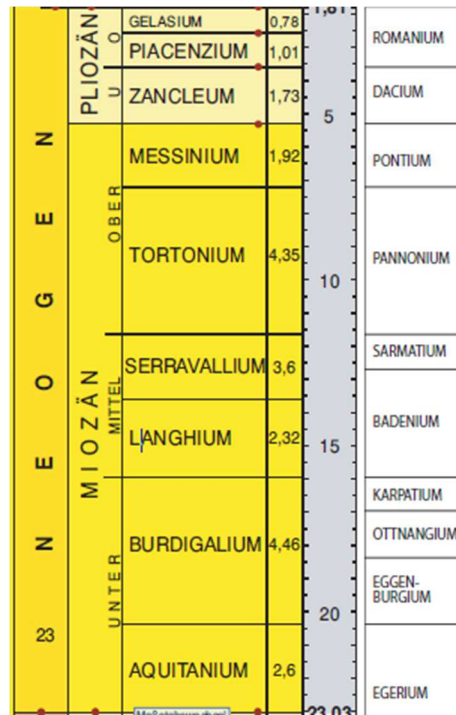 NEOGEN
23
PLIOZÄN
MIOZÄN
O
U
OBER
MITTEL
UNTER
GELASIUM 0,78
PIACENZIUM 1,01
ZANCLEUM 1,73
MESSINIUM 1,92
TORTONIUM 4,35
SERRAVALLIUM 3,6
LANGHIUM 2,32
BURDIGALIUM 4,46
AQUITANIUM 2,6
1,81
5
10
15
20
23,03
ROMANIUM
DACIUM
PONTIUM
PANNONIUM
SARMATIUM
BADENIUM
KARPATIUM
OTTNANGIUM
EGGEN-
BURGIUM
EGERIUM